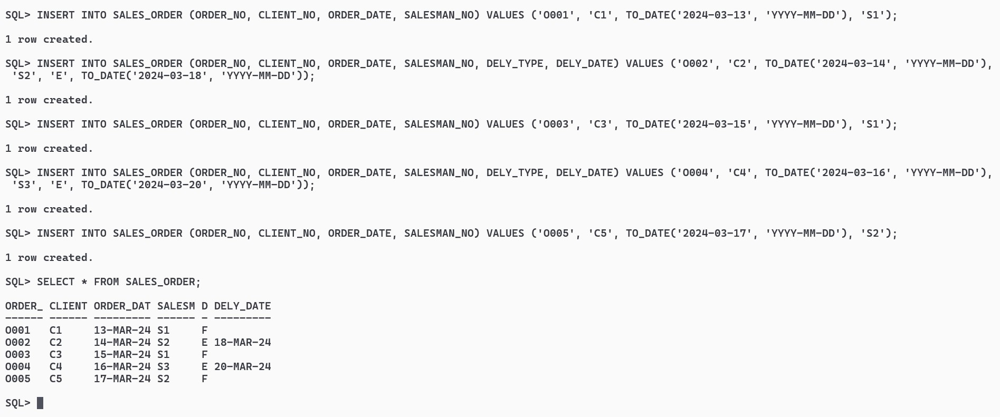 SQL> INSERT INTO SALES_ORDER (ORDER_NO, CLIENT_NO, ORDER_DATE, SALESMAN_NO) VALUES ('O001', 'C1', TO_DATE('2024-03-13', 'YYYY-MM-DD'), 'S1');
1 row created.
SQL> INSERT INTO SALES_ORDER (ORDER_NO, CLIENT_NO, ORDER_DATE, SALESMAN_NO, DELY_TYPE, DELY_DATE) VALUES ('O002', 'C2', TO_DATE('2024-03-14', 'YYYY-MM-DD'),
 'S2', 'E', TO_DATE('2024-03-18', 'YYYY-MM-DD'));
1 row created.
SQL> INSERT INTO SALES_ORDER (ORDER_NO, CLIENT_NO, ORDER_DATE, SALESMAN_NO) VALUES ('O003', 'C3', TO_DATE('2024-03-15', 'YYYY-MM-DD'), 'S1');
1 row created.
SQL> INSERT INTO SALES_ORDER (ORDER_NO, CLIENT_NO, ORDER_DATE, SALESMAN_NO, DELY_TYPE, DELY_DATE) VALUES ('O004', 'C4', TO_DATE('2024-03-16', 'YYYY-MM-DD'),
 'S3', 'E', TO_DATE('2024-03-20', 'YYYY-MM-DD'));
1 row created.
SQL> INSERT INTO SALES_ORDER (ORDER_NO, CLIENT_NO, ORDER_DATE, SALESMAN_NO) VALUES ('O005', 'C5', TO_DATE('2024-03-17', 'YYYY-MM-DD'), 'S2');
1 row created.
SQL> SELECT * FROM SALES_ORDER;
ORDER_ CLIENT ORDER_DAT SALESM D DELY_DATE
------ ------ --------- ------ - ---------
O001   C1     13-MAR-24 S1     F
O002   C2     14-MAR-24 S2     E 18-MAR-24
O003   C3     15-MAR-24 S1     F
O004   C4     16-MAR-24 S3     E 20-MAR-24
O005   C5     17-MAR-24 S2     F
SQL>